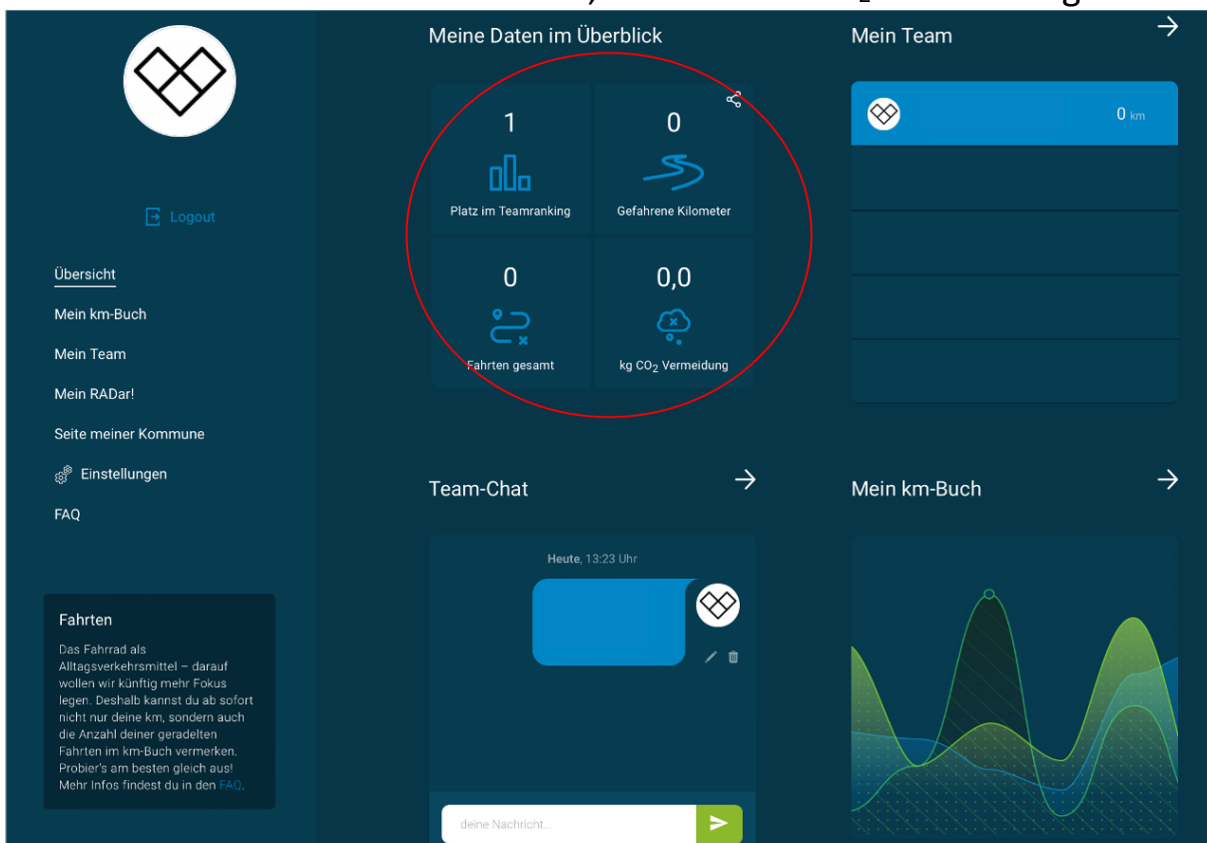 Logout
Übersicht
Mein km-Buch
Mein Team
Mein RADar!
Seite meiner Kommune
Einstellungen
FAQ
Fahrten
Das Fahrrad als
Alltagsverkehrsmittel – darauf
wollen wir künftig mehr Fokus
legen. Deshalb kannst du ab sofort
nicht nur deine km, sondern auch
die Anzahl deiner geradelten
Fahrten im km-Buch vermerken.
Probier's am besten gleich aus!
Mehr Infos findest du in den FAQ.
Meine Daten im Überblick
1
Platz im Teamranking
0
Gefahrene Kilometer
0
Fahrten gesamt
0,0
kg CO₂ Vermeidung
Mein Team
0 km
Team-Chat
Heute, 13:23 Uhr
deine Nachricht...
Mein km-Buch